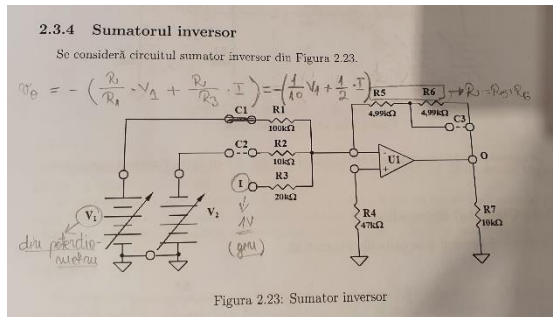 2.3.4 Sumatorul inversor
Se consideră circuitul sumator inversor din Figura 2.23.
v₀ = - (R/R1 · V1 + R/R3 · I) = -(1/10 V1 + 1/2 · I)
→ R = R5+R6
R5
4,99kΩ
R6
4,99kΩ
C3
C1
R1
100kΩ
C2
R2
10kΩ
I
R3
20kΩ
1V
(gen)
-
+
U1
O
R4
47kΩ
R7
10kΩ
V₁
V₂
din potentio-
metru
Figura 2.23: Sumator inversor